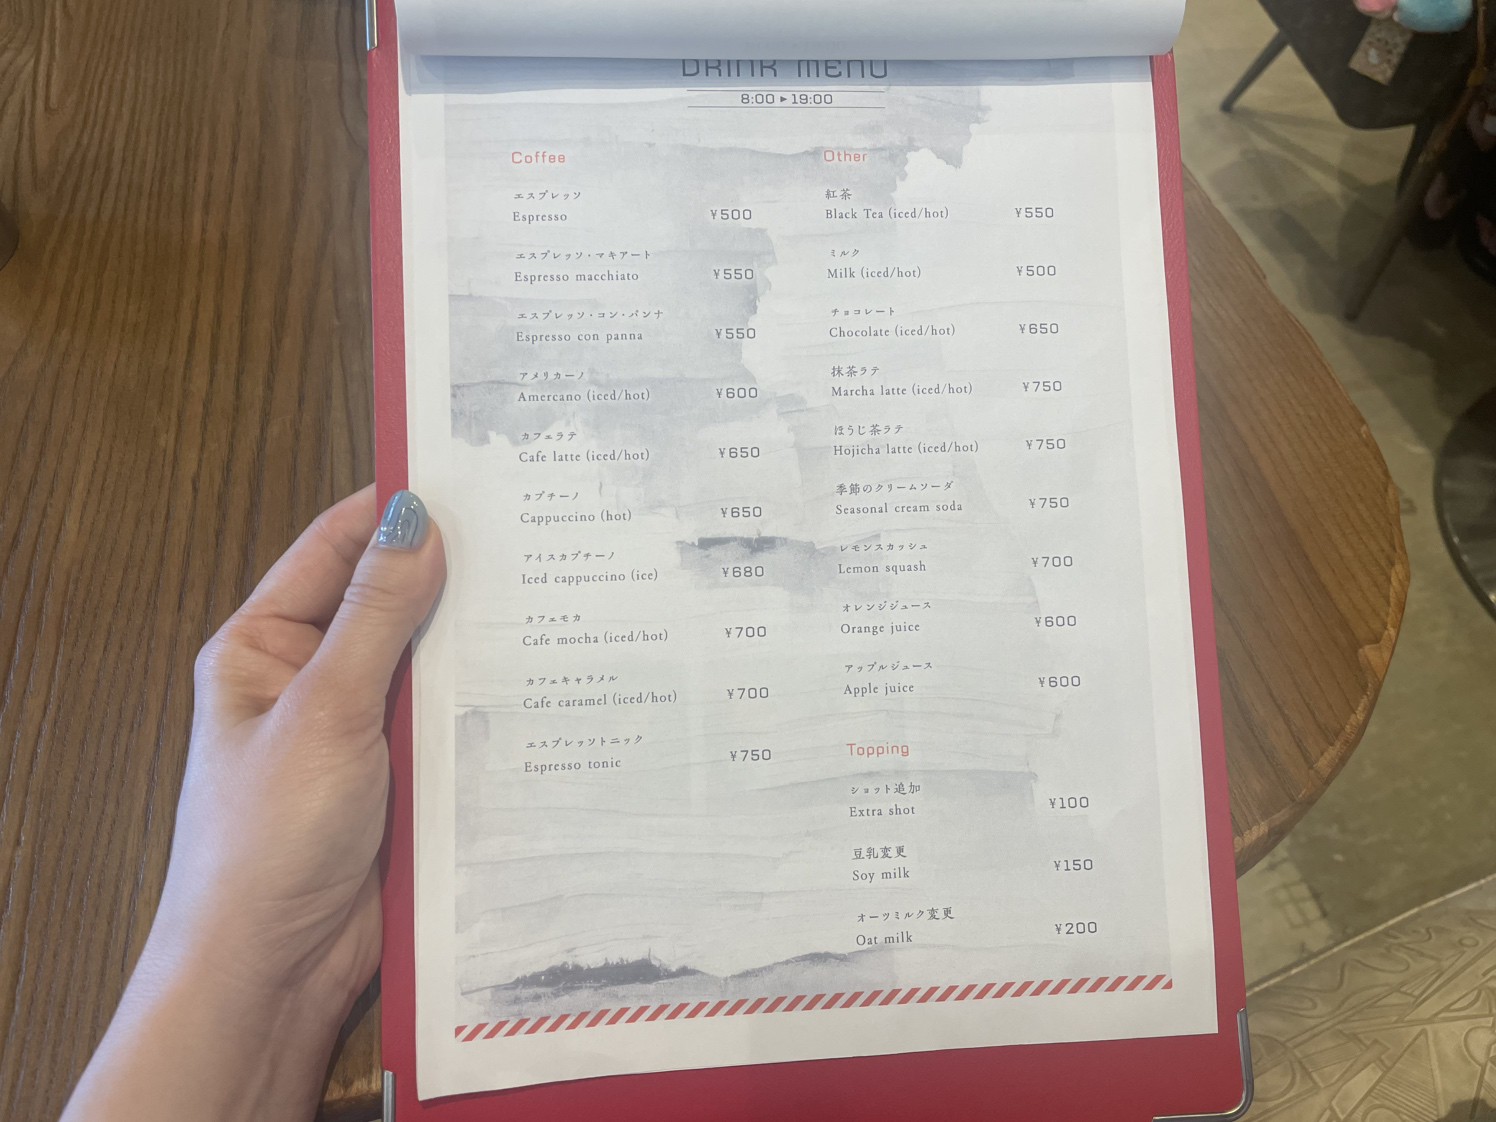 DRINK MENU
8:00 ▶ 19:00
Coffee
エスプレッソ
Espresso ¥500
エスプレッソ・マキアート
Espresso macchiato ¥550
エスプレッソ・コン・パンナ
Espresso con panna ¥550
アメリカーノ
Amercano (iced/hot) ¥600
カフェラテ
Cafe latte (iced/hot) ¥650
カプチーノ
Cappuccino (hot) ¥650
アイスカプチーノ
Iced cappuccino (ice) ¥680
カフェモカ
Cafe mocha (iced/hot) ¥700
カフェキャラメル
Cafe caramel (iced/hot) ¥700
エスプレッソトニック
Espresso tonic ¥750
Other
紅茶
Black Tea (iced/hot) ¥550
ミルク
Milk (iced/hot) ¥500
チョコレート
Chocolate (iced/hot) ¥650
抹茶ラテ
Marcha latte (iced/hot) ¥750
ほうじ茶ラテ
Hojicha latte (iced/hot) ¥750
季節のクリームソーダ
Seasonal cream soda ¥750
レモンスカッシュ
Lemon squash ¥700
オレンジジュース
Orange juice ¥600
アップルジュース
Apple juice ¥600
Topping
ショット追加
Extra shot ¥100
豆乳変更
Soy milk ¥150
オーツミルク変更
Oat milk ¥200